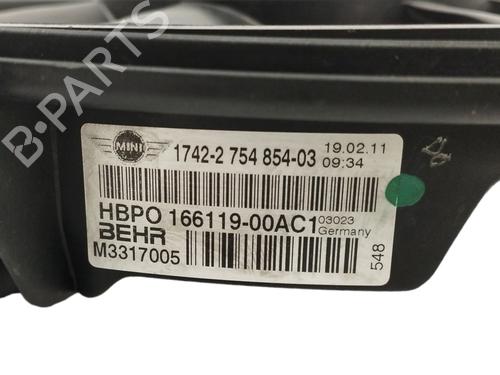 B-PARTS
MINI
1742-2 754 854-03
19.02.11
09:34
HBPO 166119-00AC1
03023
Germany
BEHR
M3317005
548